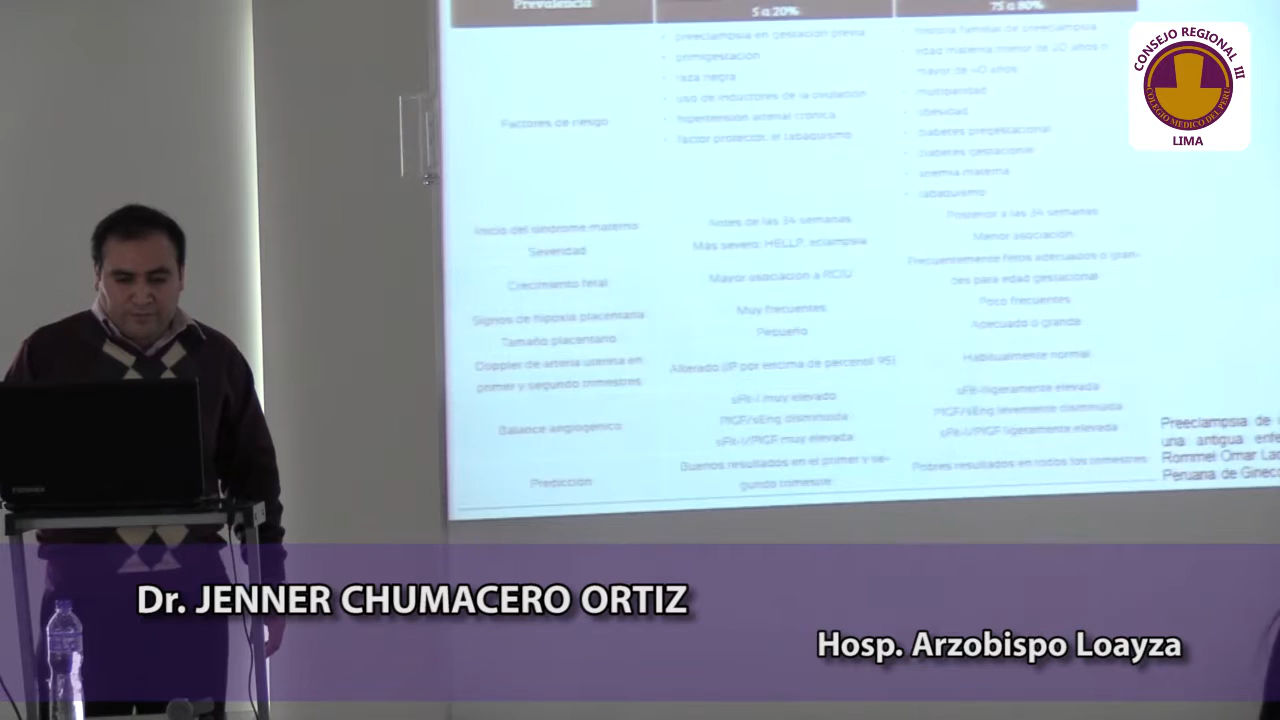 Prevalencia 5 a 20% 75 a 80%
Factores de riesgo
preeclampsia en gestación previa
primigestación
raza negra
uso de inductores de la ovulación
hipertensión arterial crónica
factor protector: el tabaquismo
historia familiar de preeclampsia
edad materna menor de 20 años o
mayor de 40 años
multiparidad
obesidad
diabetes pregestacional
diabetes gestacional
anemia materna
tabaquismo
Inicio del síndrome materno Antes de las 34 semanas Posterior a las 34 semanas
Severidad Más severo: HELLP, eclampsia Menor asociación
Crecimiento fetal Mayor asociación a RCIU Frecuentemente fetos adecuados o gran-
des para edad gestacional
Signos de hipoxia placentaria Muy frecuentes Poco frecuentes
Tamaño placentario Pequeño Adecuado o grande
Doppler de arteria uterina en
primer y segundo trimestres
Alterado (IP por encima de percentil 95) Habitualmente normal
Balance angiogénico
sFlt-1 muy elevado
PlGF/sEng disminuida
sFlt-1/PlGF muy elevada
sFlt-1 ligeramente elevada
PlGF/sEng levemente disminuida
sFlt-1/PlGF ligeramente elevada
Predicción
Buenos resultados en el primer y se-
gundo trimestre
Pobres resultados en todos los trimestres
Preeclampsia de
una antigua
Rommel Omar
Peruana de
CONSEJO REGIONAL III
COLEGIO MEDICO DEL PERU
LIMA
TOSHIBA
Dr. JENNER CHUMACERO ORTIZ
Hosp. Arzobispo Loayza